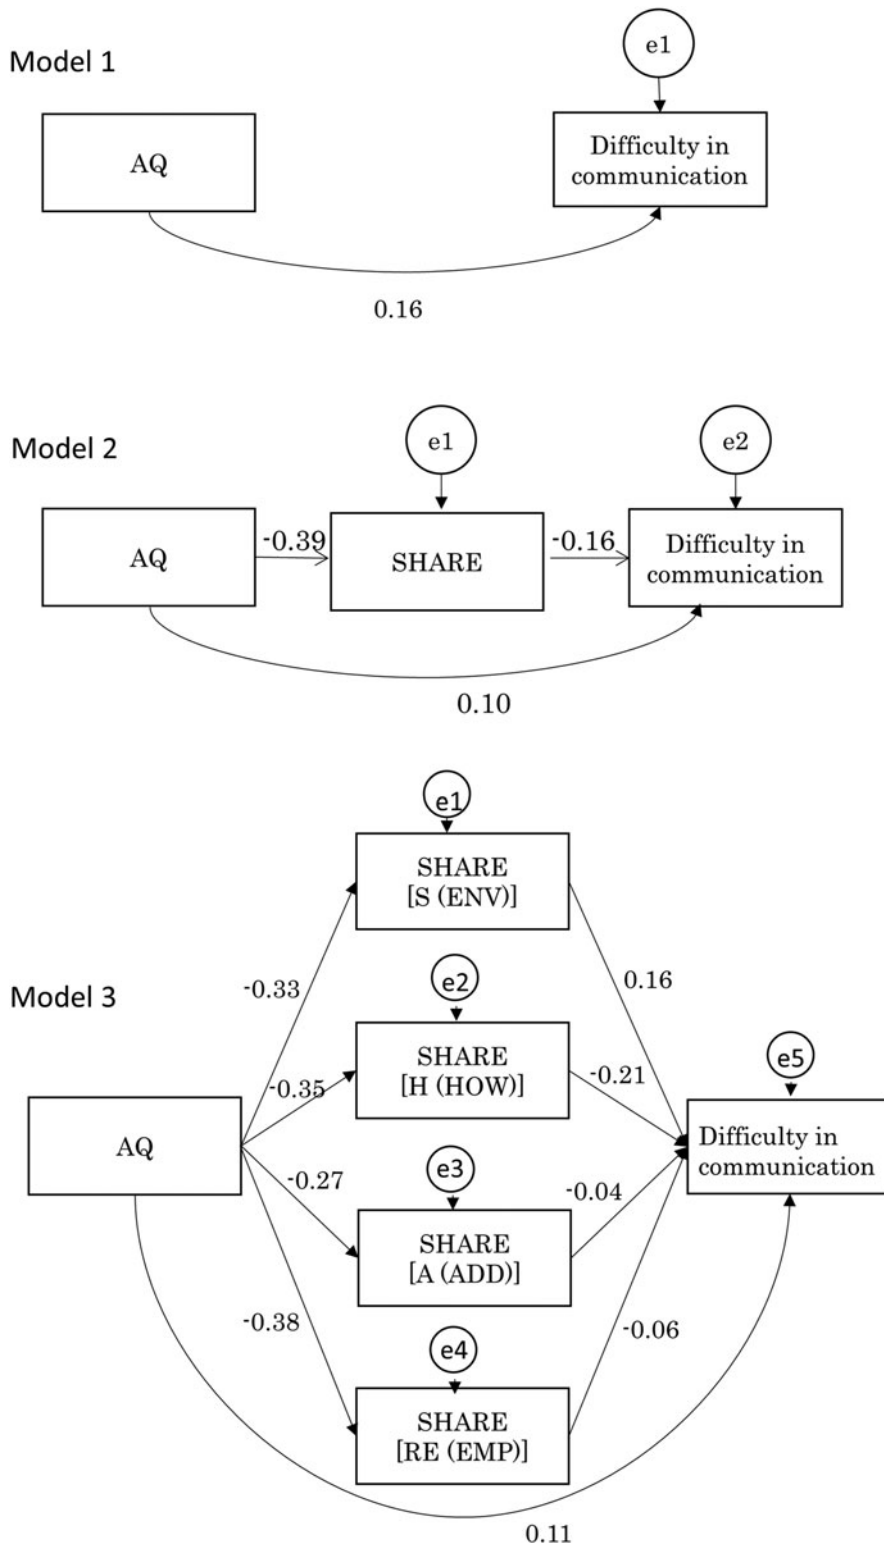 Model 1
e1
AQ
Difficulty in
communication
0.16
Model 2
e1
e2
AQ
-0.39
SHARE
-0.16
Difficulty in
communication
0.10
Model 3
e1
SHARE
[S (ENV)]
-0.33
0.16
e2
SHARE
[H (HOW)]
-0.35
-0.21
e5
AQ
Difficulty in
communication
e3
-0.27
-0.04
SHARE
[A (ADD)]
-0.38
-0.06
e4
SHARE
[RE (EMP)]
0.11